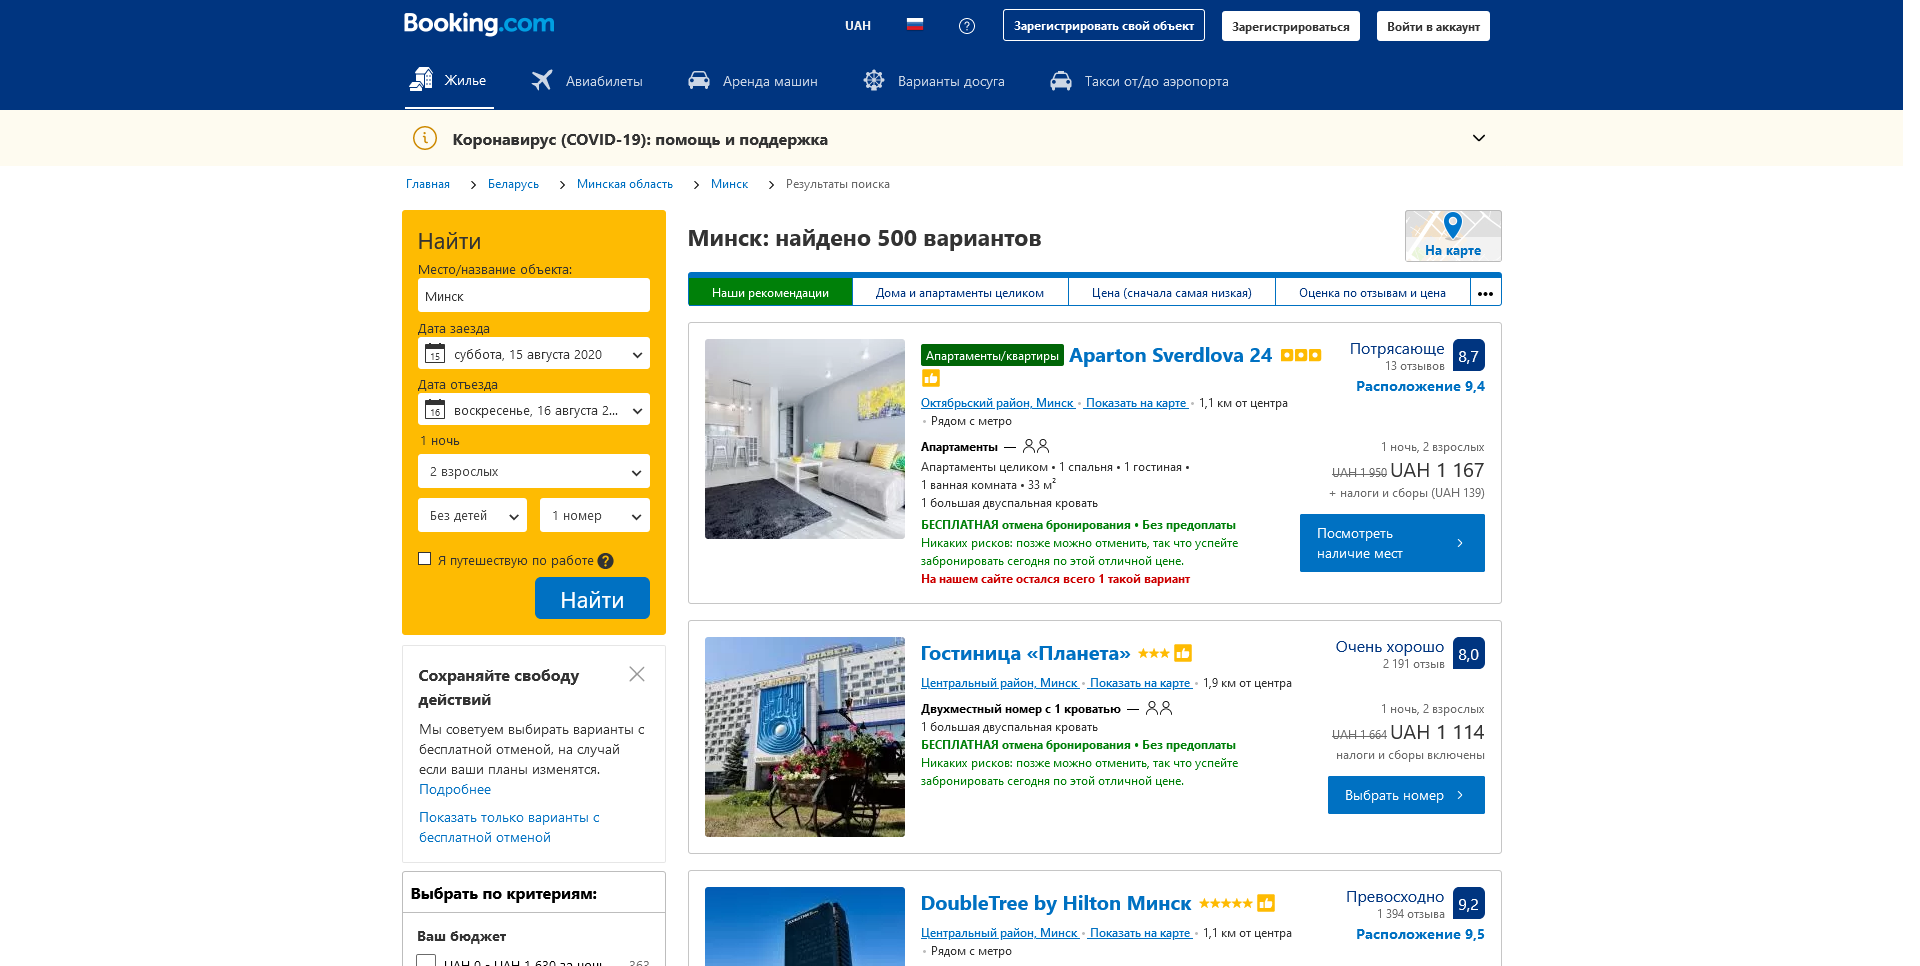 Booking.com
UAH
Зарегистрировать свой объект
Зарегистрироваться
Войти в аккаунт
Жилье
Авиабилеты
Аренда машин
Варианты досуга
Такси от/до аэропорта
Коронавирус (COVID-19): помощь и поддержка
Главная
Беларусь
Минская область
Минск
Результаты поиска
Найти
Место/название объекта:
Минск
Дата заезда
15
суббота, 15 августа 2020
Дата отъезда
16
воскресенье, 16 августа 2...
1 ночь
2 взрослых
Без детей
1 номер
Я путешествую по работе
Найти
Сохраняйте свободу
действий
Мы советуем выбирать варианты с
бесплатной отменой, на случай
если ваши планы изменятся.
Подробнее
Показать только варианты с
бесплатной отменой
Выбрать по критериям:
Ваш бюджет
UAH 0 - UAH 1 630 за ночь 363
Минск: найдено 500 вариантов
На карте
Наши рекомендации
Дома и апартаменты целиком
Цена (сначала самая низкая)
Оценка по отзывам и цена
Апартаменты/квартиры Aparton Sverdlova 24
Потрясающе 8,7
13 отзывов
Расположение 9,4
Октябрьский район, Минск • Показать на карте • 1,1 км от центра
• Рядом с метро
Апартаменты —
Апартаменты целиком • 1 спальня • 1 гостиная •
1 ванная комната • 33 м²
1 большая двуспальная кровать
БЕСПЛАТНАЯ отмена бронирования • Без предоплаты
Никаких рисков: позже можно отменить, так что успейте
забронировать сегодня по этой отличной цене.
На нашем сайте остался всего 1 такой вариант
1 ночь, 2 взрослых
UAH 1 950 UAH 1 167
+ налоги и сборы (UAH 139)
Посмотреть
наличие мест
ПЛАНЕТА
Гостиница «Планета»
Очень хорошо 8,0
2 191 отзыв
Центральный район, Минск • Показать на карте • 1,9 км от центра
Двухместный номер с 1 кроватью —
1 большая двуспальная кровать
БЕСПЛАТНАЯ отмена бронирования • Без предоплаты
Никаких рисков: позже можно отменить, так что успейте
забронировать сегодня по этой отличной цене.
1 ночь, 2 взрослых
UAH 1 664 UAH 1 114
налоги и сборы включены
Выбрать номер
DoubleTree by Hilton Минск
Превосходно 9,2
1 394 отзыва
Расположение 9,5
Центральный район, Минск • Показать на карте • 1,1 км от центра
• Рядом с метро